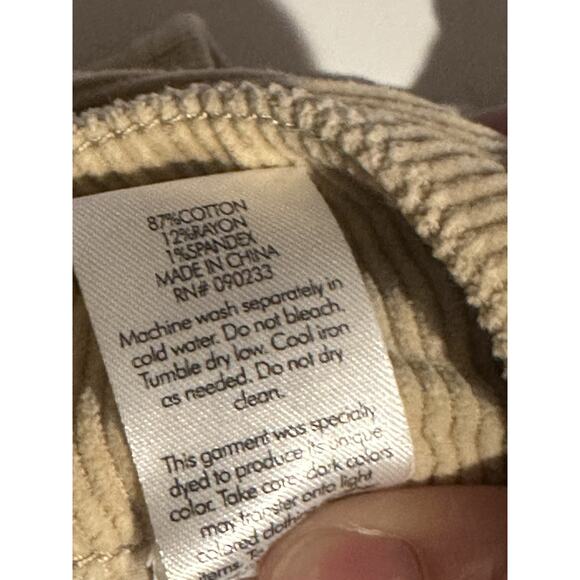 87%COTTON
12%RAYON
1%SPANDEX
MADE IN CHINA
RN# 090233
Machine wash separately in
cold water. Do not bleach.
Tumble dry low. Cool iron
as needed. Do not dry
clean.
This garment was specially
dyed to produce its unique
color. Take care, dark colors
may transfer onto light
colored
items.